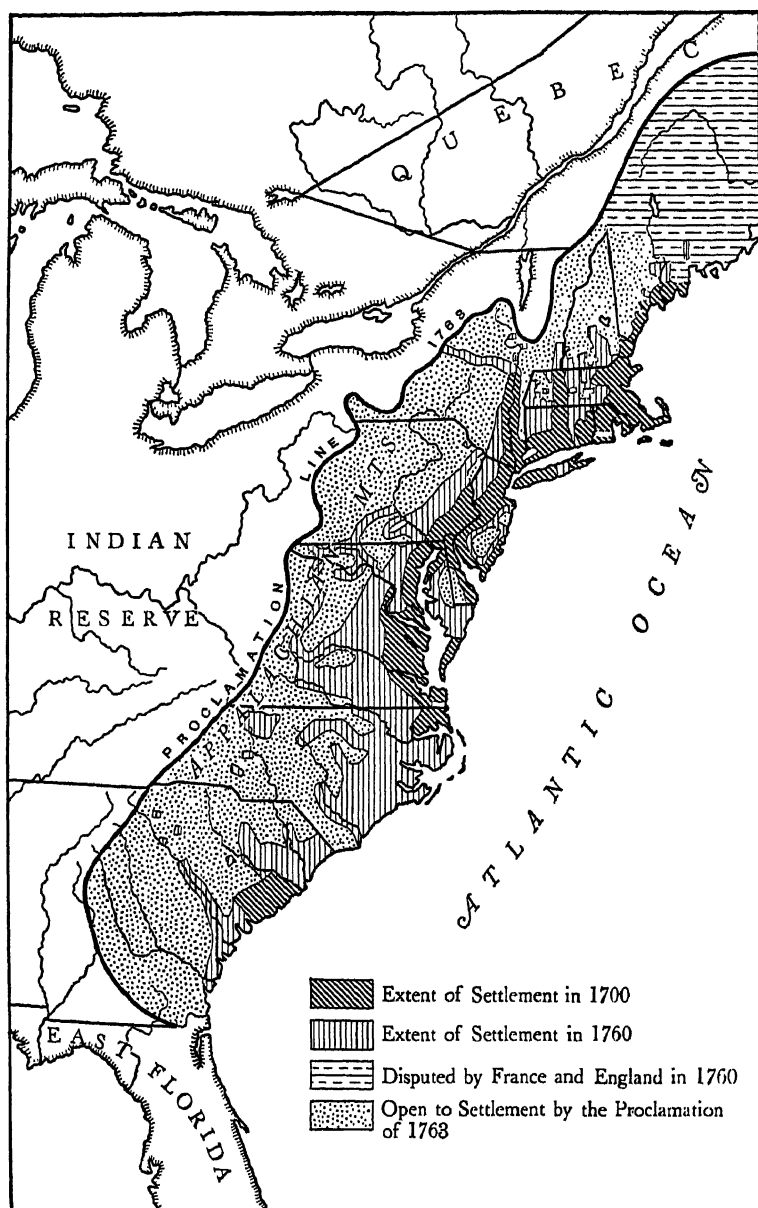 QUEBEC
PROCLAMATION LINE 1763
INDIAN
RESERVE
APPALACHIAN MTS
ATLANTIC OCEAN
EAST FLORIDA
Extent of Settlement in 1700
Extent of Settlement in 1760
Disputed by France and England in 1760
Open to Settlement by the Proclamation
of 1763